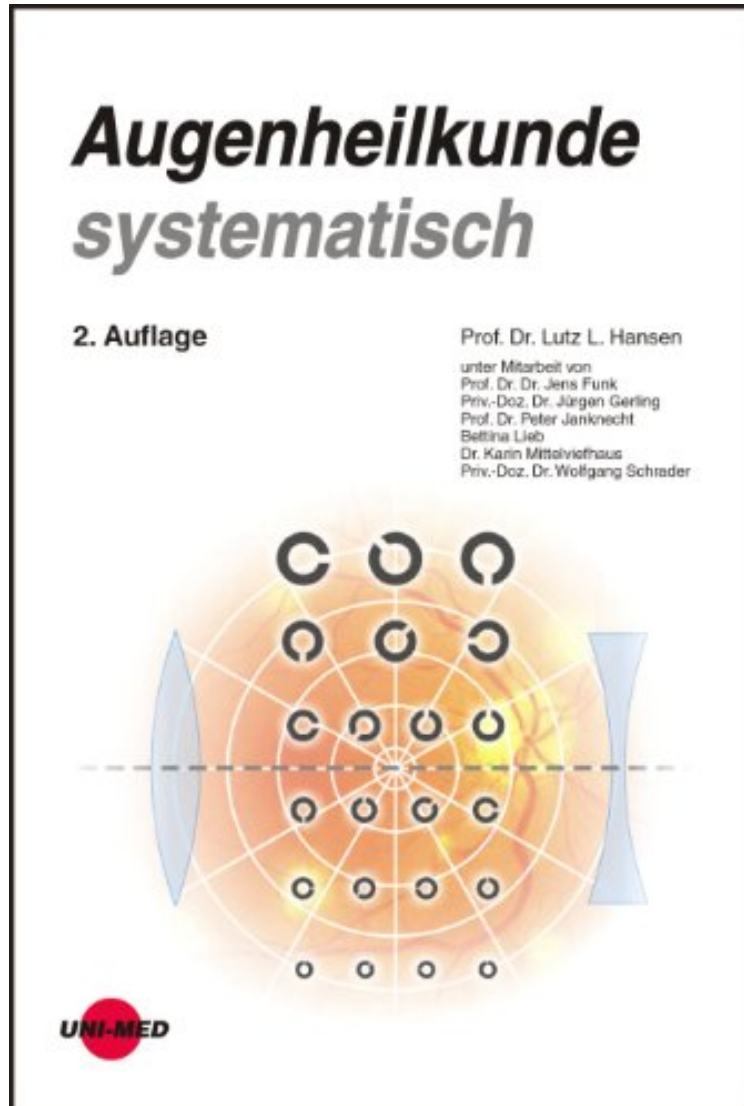 Augenheilkunde
systematisch
2. Auflage
Prof. Dr. Lutz L. Hansen
unter Mitarbeit von
Prof. Dr. Dr. Jens Funk
Priv.-Doz. Dr. Jürgen Gerling
Prof. Dr. Peter Janknecht
Bettina Lieb
Dr. Karin Mittelviefhaus
Priv.-Doz. Dr. Wolfgang Schrader
UNI-MED